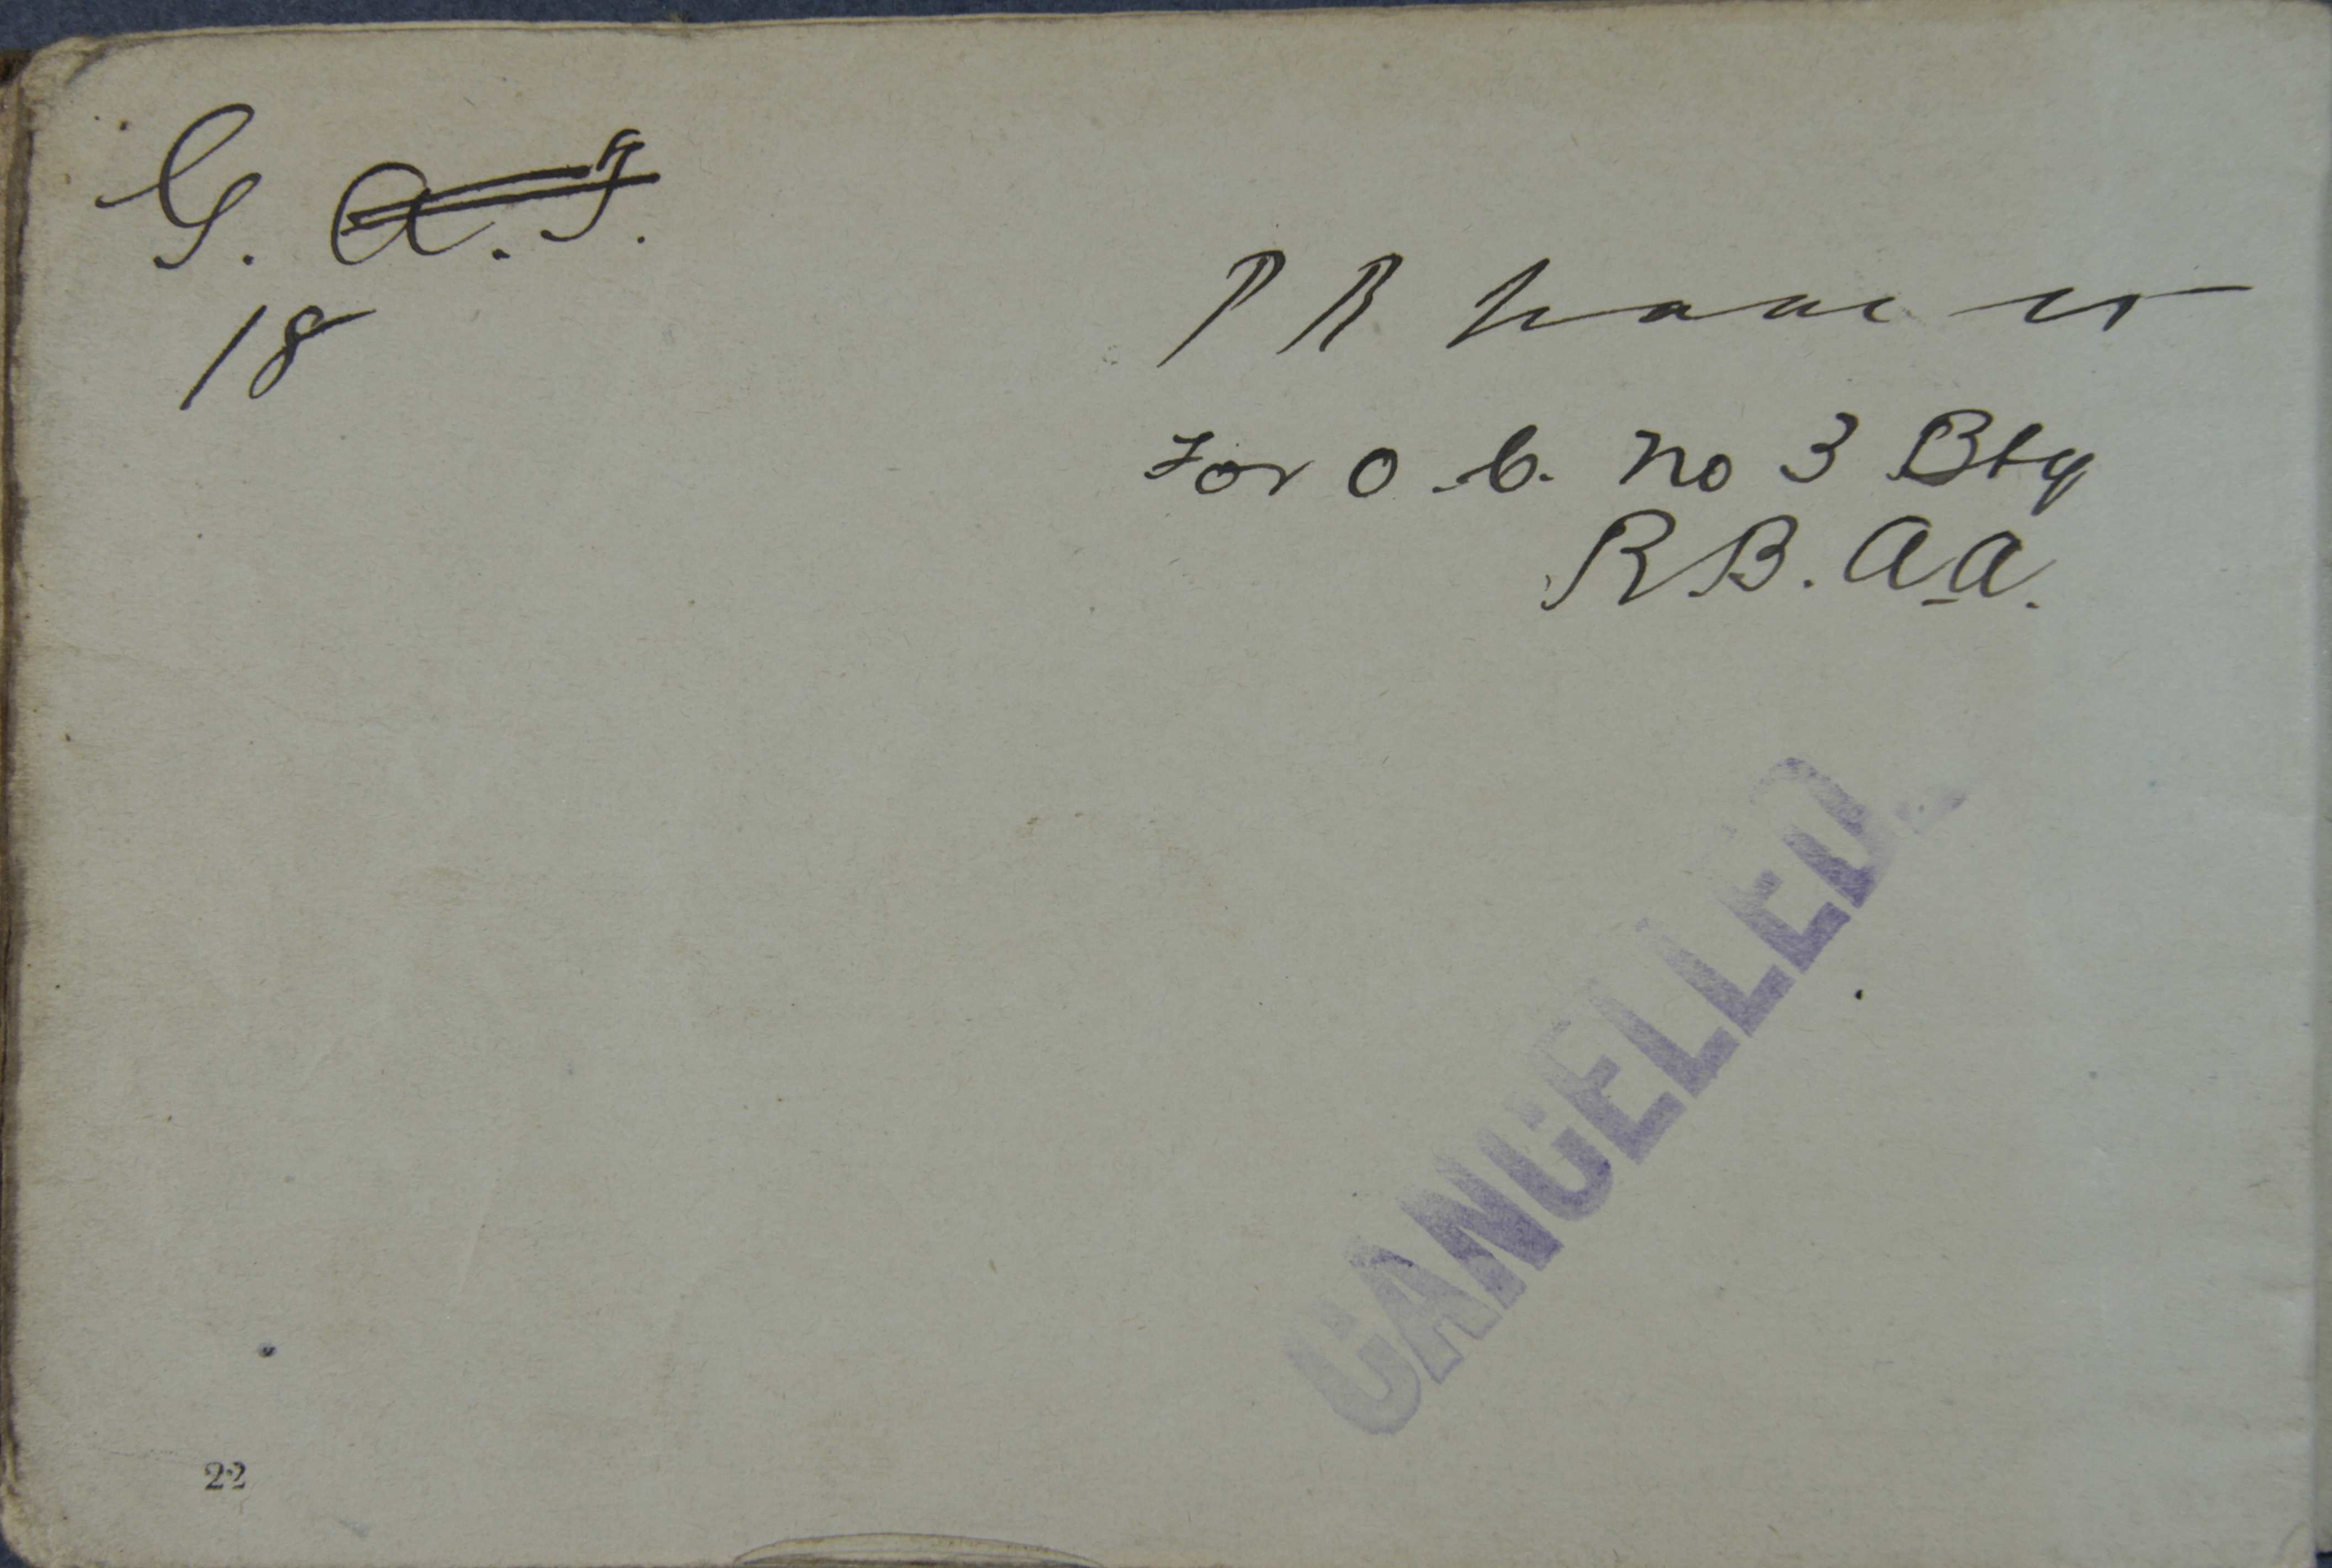 G. A. F.
18
P R
For O.C. No 3 Bty
R B. A A.
CANCELLED
22